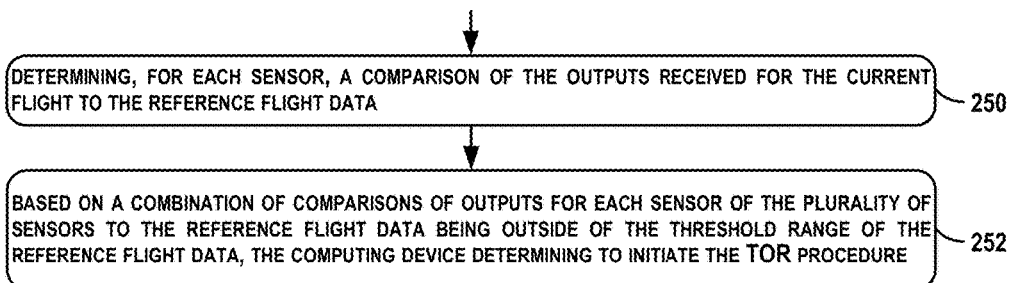 DETERMINING, FOR EACH SENSOR, A COMPARISON OF THE OUTPUTS RECEIVED FOR THE CURRENT
FLIGHT TO THE REFERENCE FLIGHT DATA
250
BASED ON A COMBINATION OF COMPARISONS OF OUTPUTS FOR EACH SENSOR OF THE PLURALITY OF
SENSORS TO THE REFERENCE FLIGHT DATA BEING OUTSIDE OF THE THRESHOLD RANGE OF THE
REFERENCE FLIGHT DATA, THE COMPUTING DEVICE DETERMINING TO INITIATE THE TOR PROCEDURE
252